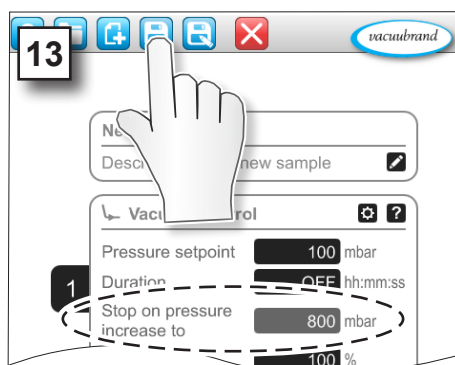 13
vacuubrand
Ne
Desc new sample
Vacu rol
? 
Pressure setpoint 100 mbar
1
Duration OFF hh:mm:ss
Stop on pressure
increase to
800 mbar
100 %